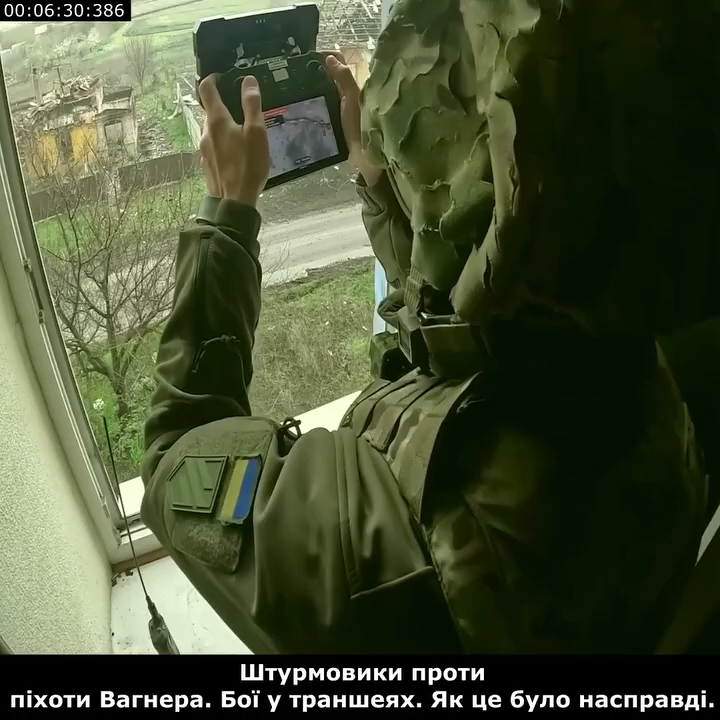 00:06:30:386
Штурмовики проти
піхоти Вагнера. Бої у траншеях. Як це було насправді.